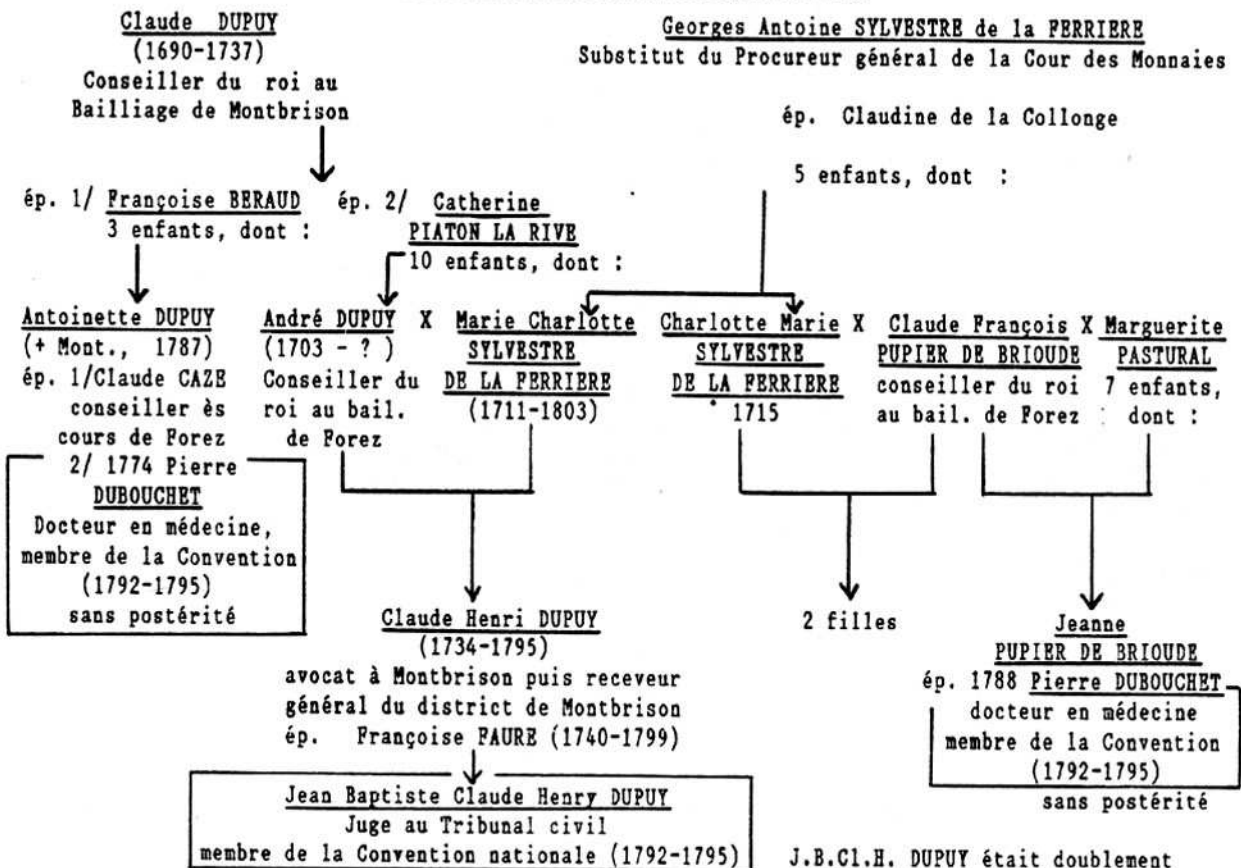 Claude DUPUY
(1690-1737)
Conseiller du roi au
Bailliage de Montbrison
Georges Antoine SYLVESTRE de la FERRIERE
Substitut du Procureur général de la Cour des Monnaies
ép. Claudine de la Collonge
5 enfants, dont :
ép. 1/ Françoise BERAUD
3 enfants, dont :
ép. 2/ Catherine
PIATON LA RIVE
10 enfants, dont :
Antoinette DUPUY
(+ Mont., 1787)
ép. 1/Claude CAZE
conseiller ès
cours de Forez
2/ 1774 Pierre
DUBOUCHET
Docteur en médecine,
membre de la Convention
(1792-1795)
sans postérité
André DUPUY X
(1703 - ? )
Conseiller du
roi au bail.
de Forez
Marie Charlotte
SYLVESTRE
DE LA FERRIERE
(1711-1803)
Charlotte Marie X
SYLVESTRE
DE LA FERRIERE
1715
Claude François X
PUPIER DE BRIOUDE
conseiller du roi
au bail. de Forez
Marguerite
PASTURAL
7 enfants,
dont :
Claude Henri DUPUY
(1734-1795)
avocat à Montbrison puis receveur
général du district de Montbrison
ép. Françoise FAURE (1740-1799)
2 filles
Jeanne
PUPIER DE BRIOUDE
ép. 1788 Pierre DUBOUCHET
docteur en médecine
membre de la Convention
(1792-1795)
sans postérité
Jean Baptiste Claude Henry DUPUY
Juge au Tribunal civil
membre de la Convention nationale (1792-1795)
J.B.Cl.H. DUPUY était doublement